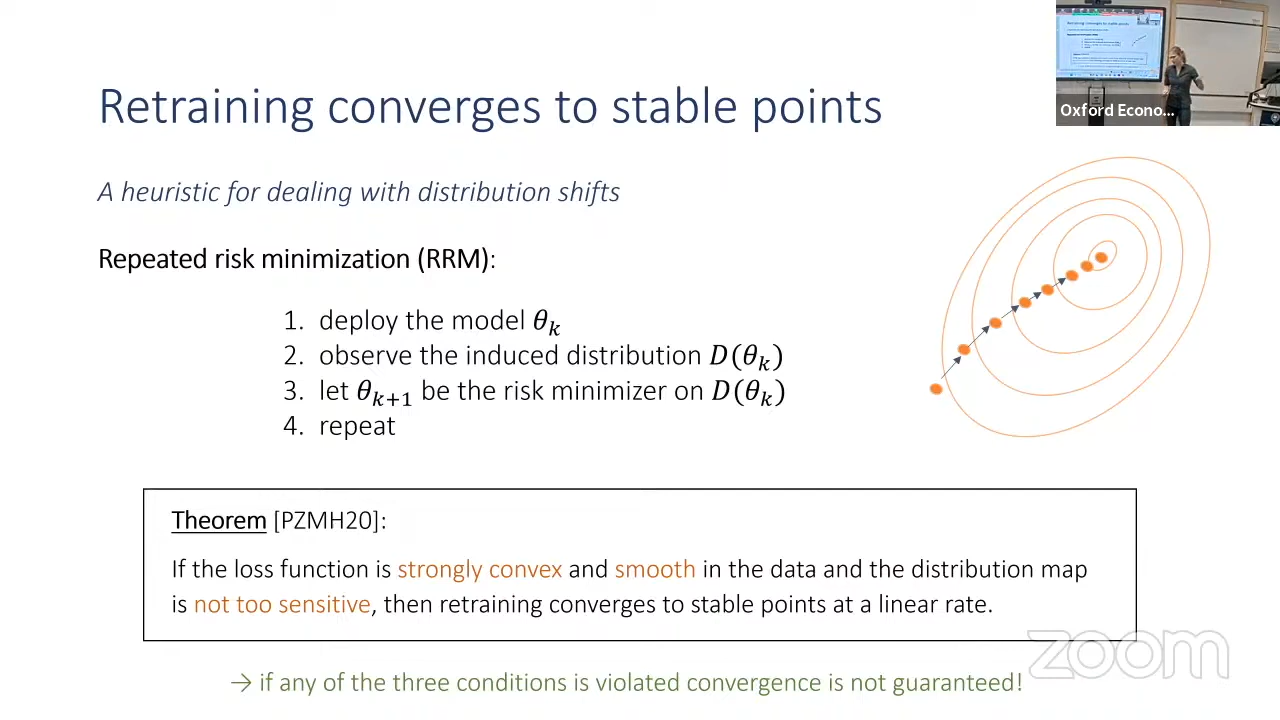 Retraining converges to stable points
Oxford Econo...
A heuristic for dealing with distribution shifts
Repeated risk minimization (RRM):
1. deploy the model θₖ
2. observe the induced distribution D(θₖ)
3. let θₖ₊₁ be the risk minimizer on D(θₖ)
4. repeat
Theorem [PZMH20]:
If the loss function is strongly convex and smooth in the data and the distribution map
is not too sensitive, then retraining converges to stable points at a linear rate.
zoom
→ if any of the three conditions is violated convergence is not guaranteed!